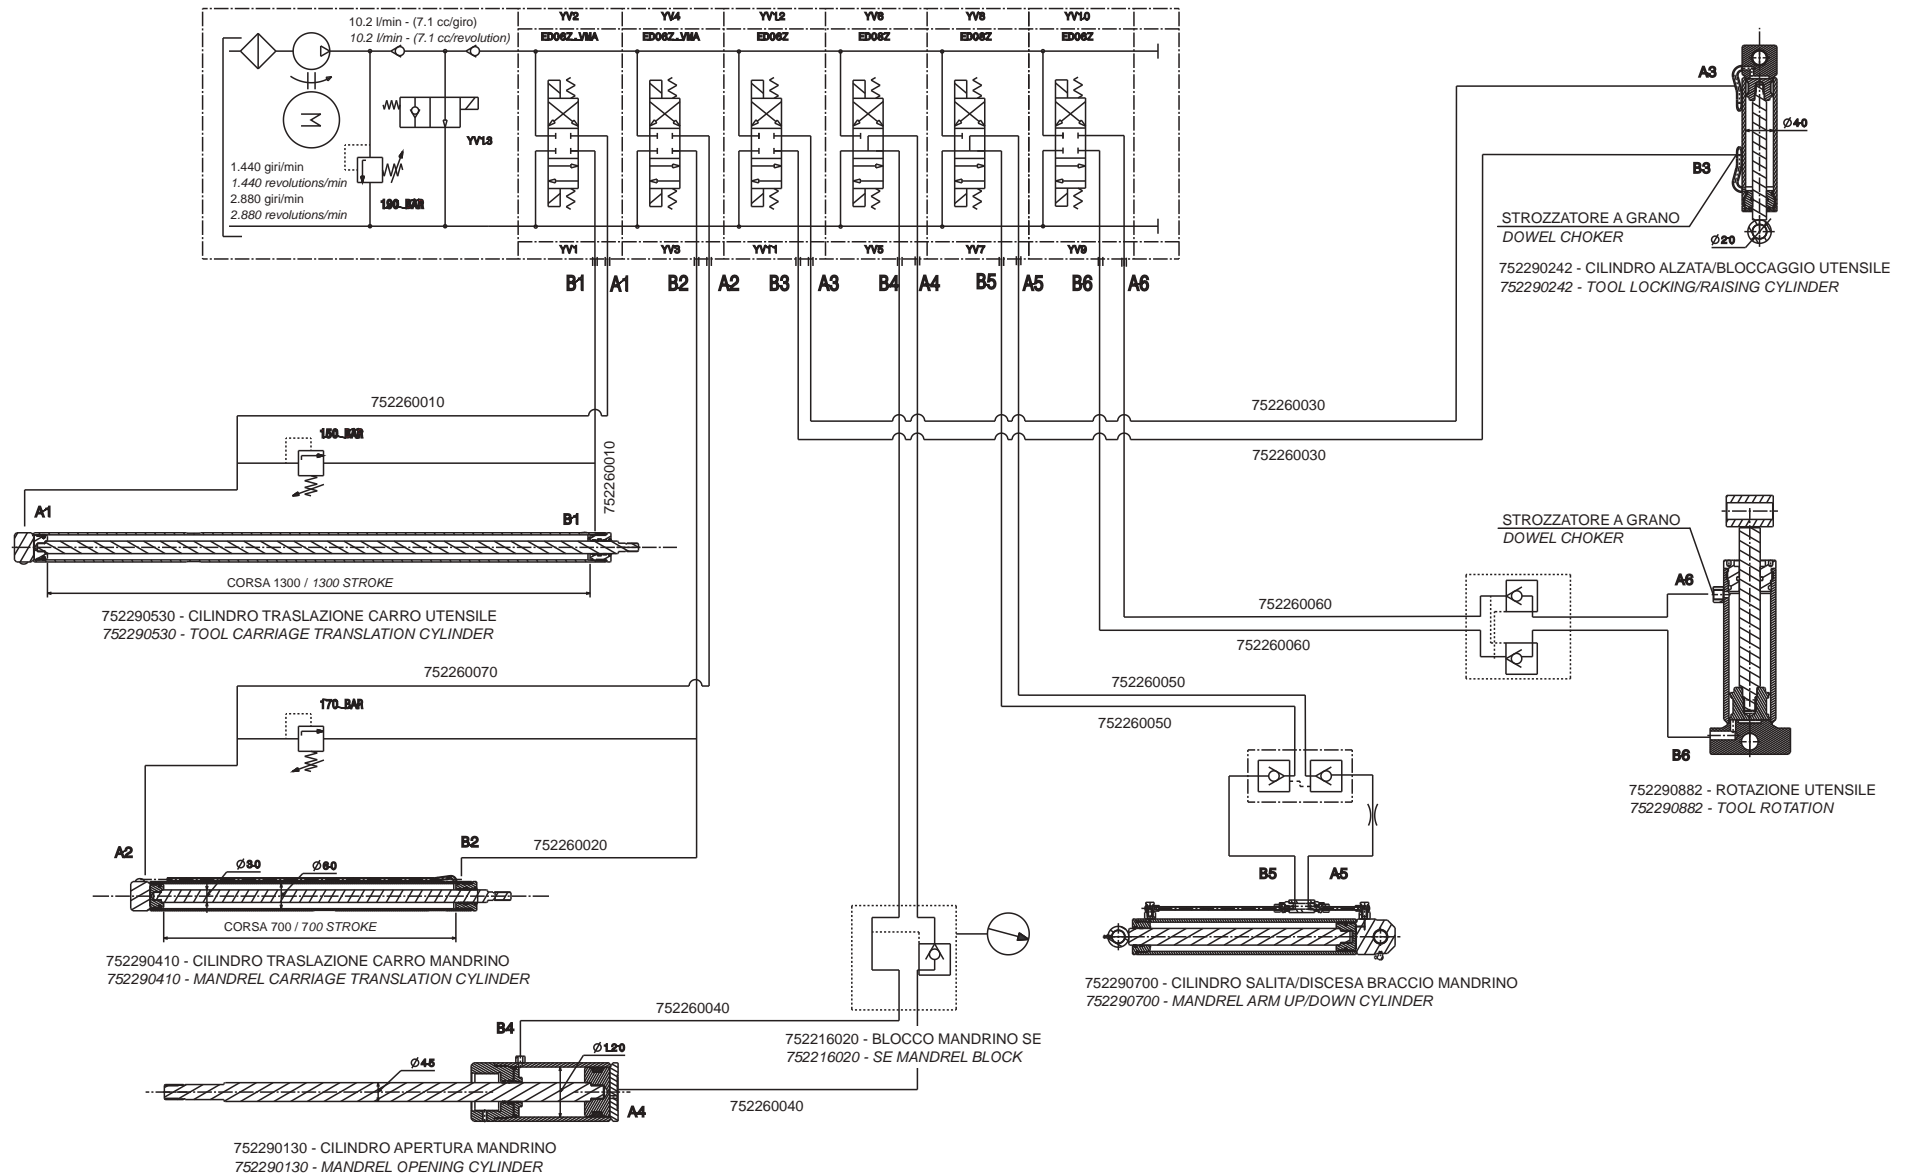 10.2 l/min - (7.1 cc/giro)
10.2 l/min - (7.1 cc/revolution)
YV2
YV4
YV12
YV6
YV8
YV10
ED06Z_VMA
ED06Z_VMA
ED06Z
ED06Z
ED06Z
M
YV13
1.440 giri/min
1.440 revolutions/min
2.880 giri/min
2.880 revolutions/min
190_BAR
YV1
YV3
YV11
YV5
YV7
YV9
B1
A1
B2
A2
B3
A3
B4
A4
B5
A5
B6
A6
A3
Ø40
B3
STROZZATORE A GRANO
DOWEL CHOKER
Ø20
752290242 - CILINDRO ALZATA/BLOCCAGGIO UTENSILE
752290242 - TOOL LOCKING/RAISING CYLINDER
752260010
752260030
752260030
150_BAR
752260010
A1
B1
CORSA 1300 / 1300 STROKE
752290530 - CILINDRO TRASLAZIONE CARRO UTENSILE
752290530 - TOOL CARRIAGE TRANSLATION CYLINDER
STROZZATORE A GRANO
DOWEL CHOKER
A6
752260060
752260060
B6
752290882 - ROTAZIONE UTENSILE
752290882 - TOOL ROTATION
752260070
170_BAR
752260050
752260050
A2
B2
752260020
Ø30
Ø60
CORSA 700 / 700 STROKE
752290410 - CILINDRO TRASLAZIONE CARRO MANDRINO
752290410 - MANDREL CARRIAGE TRANSLATION CYLINDER
B5
A5
752290700 - CILINDRO SALITA/DISCESA BRACCIO MANDRINO
752290700 - MANDREL ARM UP/DOWN CYLINDER
752260040
B4
752216020 - BLOCCO MANDRINO SE
752216020 - SE MANDREL BLOCK
Ø45
Ø120
A4
752260040
752290130 - CILINDRO APERTURA MANDRINO
752290130 - MANDREL OPENING CYLINDER